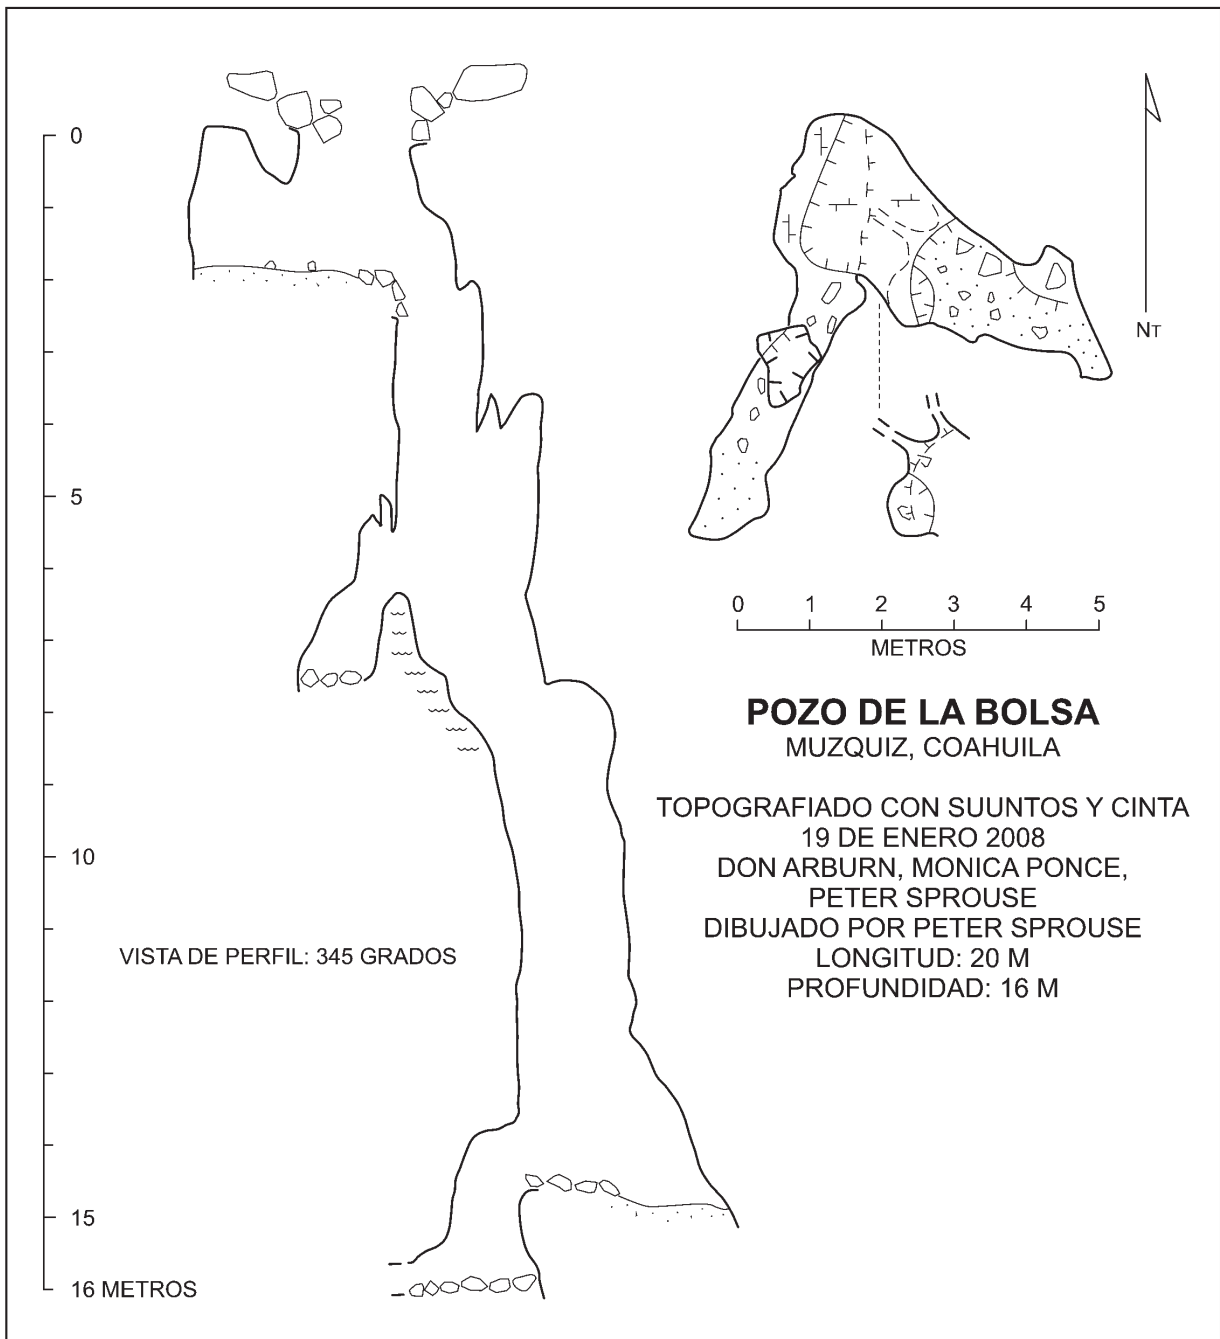 0
5
10
15
16 METROS
VISTA DE PERFIL: 345 GRADOS
NT
0 1 2 3 4 5
METROS
POZO DE LA BOLSA
MUZQUIZ, COAHUILA
TOPOGRAFIADO CON SUUNTOS Y CINTA
19 DE ENERO 2008
DON ARBURN, MONICA PONCE,
PETER SPROUSE
DIBUJADO POR PETER SPROUSE
LONGITUD: 20 M
PROFUNDIDAD: 16 M